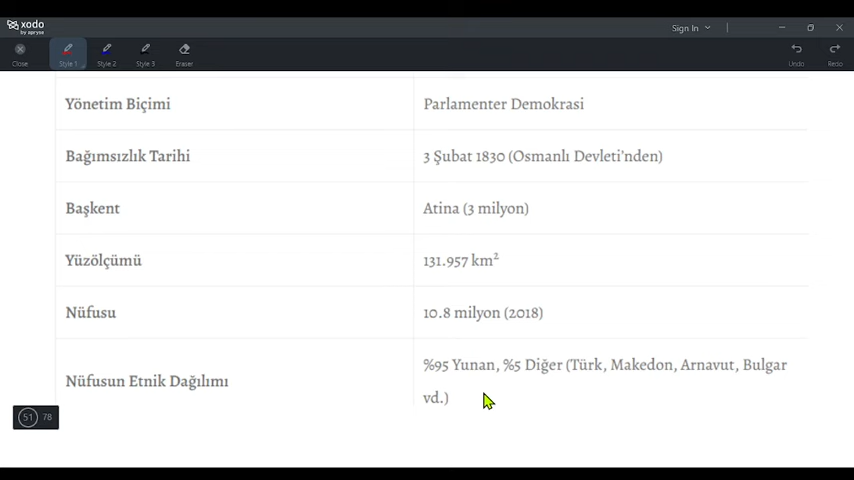 xodo
by apryse
Sign In
Close
Style 1
Style 2
Style 3
Eraser
Undo
Redo
Yönetim Biçimi
Parlamenter Demokrasi
Bağımsızlık Tarihi
3 Şubat 1830 (Osmanlı Devleti'nden)
Başkent
Atina (3 milyon)
Yüzölçümü
131.957 km²
Nüfusu
10.8 milyon (2018)
Nüfusun Etnik Dağılımı
%95 Yunan, %5 Diğer (Türk, Makedon, Arnavut, Bulgar
vd.)
51 78